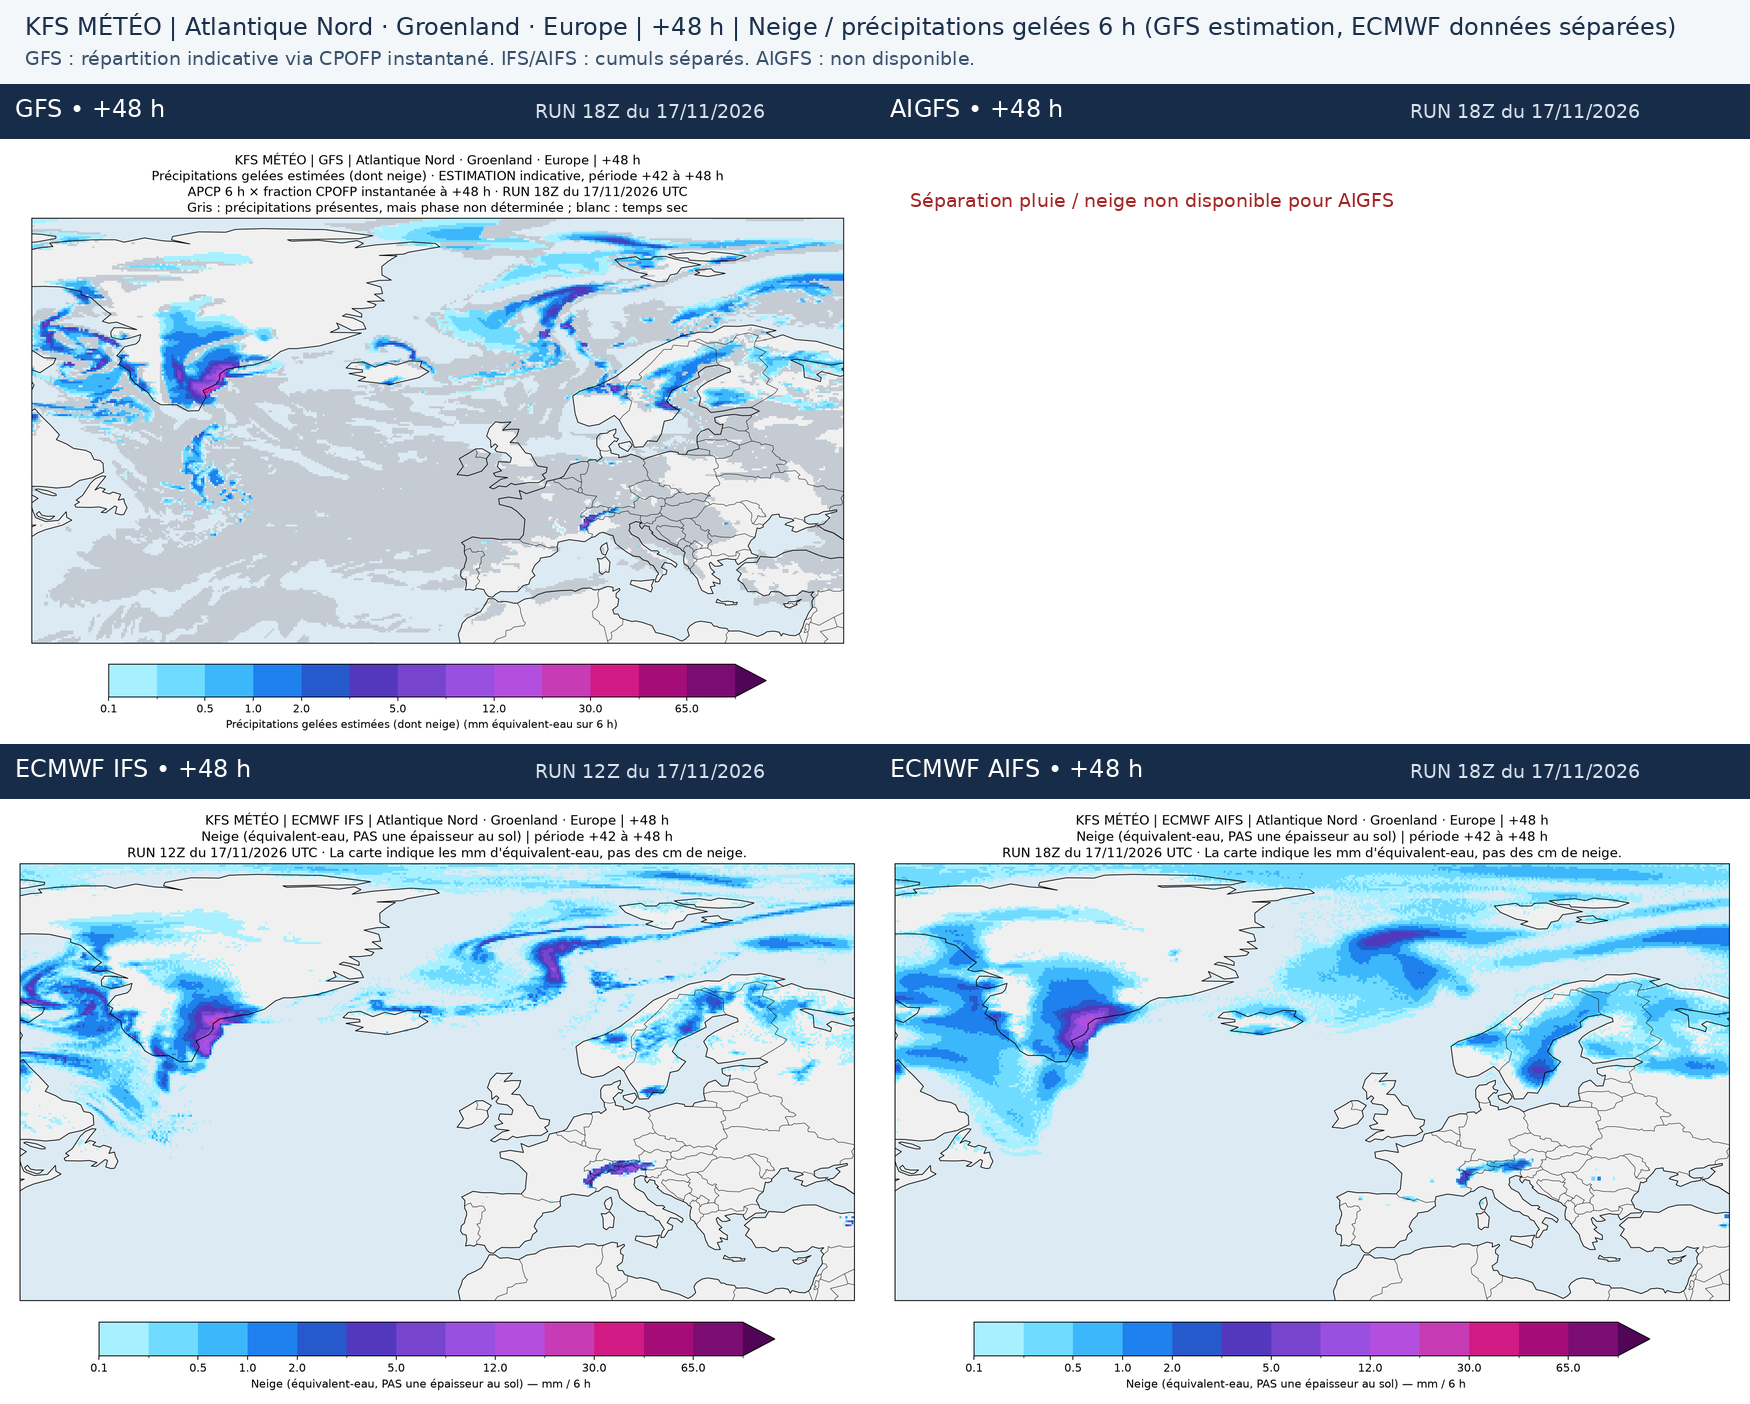 KFS MÉTÉO | Atlantique Nord · Groenland · Europe | +48 h | Neige / précipitations gelées 6 h (GFS estimation, ECMWF données séparées)
GFS : répartition indicative via CPOFP instantané. IFS/AIFS : cumuls séparés. AIGFS : non disponible.
GFS • +48 h
RUN 18Z du 17/11/2026
AIGFS • +48 h
RUN 18Z du 17/11/2026
KFS MÉTÉO | GFS | Atlantique Nord · Groenland · Europe | +48 h
Précipitations gelées estimées (dont neige) · ESTIMATION indicative, période +42 à +48 h
APCP 6 h × fraction CPOFP instantanée à +48 h · RUN 18Z du 17/11/2026 UTC
Gris : précipitations présentes, mais phase non déterminée ; blanc : temps sec
Séparation pluie / neige non disponible pour AIGFS
0.1 0.5 1.0 2.0 5.0 12.0 30.0 65.0
Précipitations gelées estimées (dont neige) (mm équivalent-eau sur 6 h)
ECMWF IFS • +48 h
RUN 12Z du 17/11/2026
ECMWF AIFS • +48 h
RUN 18Z du 17/11/2026
KFS MÉTÉO | ECMWF IFS | Atlantique Nord · Groenland · Europe | +48 h
Neige (équivalent-eau, PAS une épaisseur au sol) | période +42 à +48 h
RUN 12Z du 17/11/2026 UTC · La carte indique les mm d'équivalent-eau, pas des cm de neige.
KFS MÉTÉO | ECMWF AIFS | Atlantique Nord · Groenland · Europe | +48 h
Neige (équivalent-eau, PAS une épaisseur au sol) | période +42 à +48 h
RUN 18Z du 17/11/2026 UTC · La carte indique les mm d'équivalent-eau, pas des cm de neige.
0.1 0.5 1.0 2.0 5.0 12.0 30.0 65.0
Neige (équivalent-eau, PAS une épaisseur au sol) — mm / 6 h
0.1 0.5 1.0 2.0 5.0 12.0 30.0 65.0
Neige (équivalent-eau, PAS une épaisseur au sol) — mm / 6 h